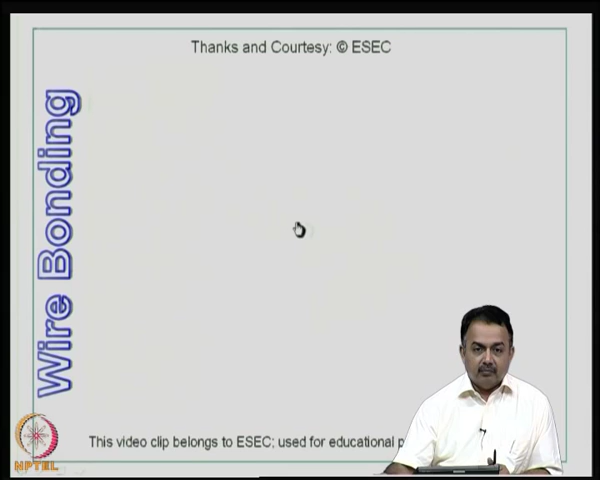 Thanks and Courtesy: © ESEC
Wire Bonding
This video clip belongs to ESEC; used for educational
NPTEL